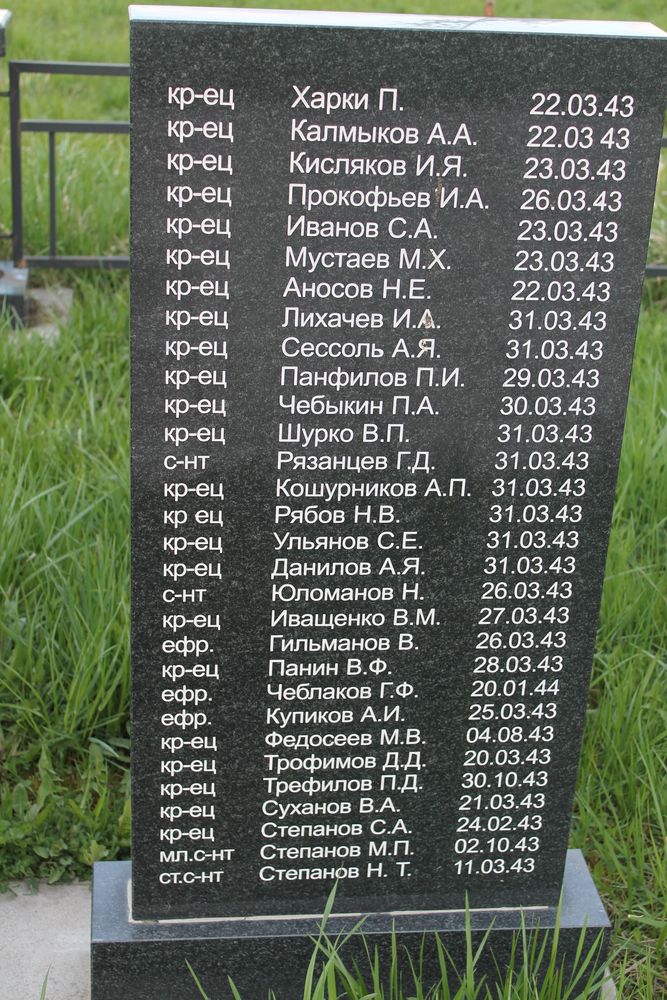 кр-ец Харки П. 22.03.43
кр-ец Калмыков А.А. 22.03 43
кр-ец Кисляков И.Я. 23.03.43
кр-ец Прокофьев И.А. 26.03.43
кр-ец Иванов С.А. 23.03.43
кр-ец Мустаев М.Х. 23.03.43
кр-ец Аносов Н.Е. 22.03.43
кр-ец Лихачев И.А. 31.03.43
кр-ец Сессоль А.Я. 31.03.43
кр-ец Панфилов П.И. 29.03.43
кр-ец Чебыкин П.А. 30.03.43
кр-ец Шурко В.П. 31.03.43
с-нт Рязанцев Г.Д. 31.03.43
кр-ец Кошурников А.П. 31.03.43
кр ец Рябов Н.В. 31.03.43
кр-ец Ульянов С.Е. 31.03.43
кр-ец Данилов А.Я. 31.03.43
с-нт Юломанов Н. 26.03.43
кр-ец Иващенко В.М. 27.03.43
ефр. Гильманов В. 26.03.43
кр-ец Панин В.Ф. 28.03.43
ефр. Чеблаков Г.Ф. 20.01.44
ефр. Купиков А.И. 25.03.43
кр-ец Федосеев М.В. 04.08.43
кр-ец Трофимов Д.Д. 20.03.43
кр-ец Трефилов П.Д. 30.10.43
кр-ец Суханов В.А. 21.03.43
кр-ец Степанов С.А. 24.02.43
мл.с-нт Степанов М.П. 02.10.43
ст.с-нт Степанов Н. Т. 11.03.43